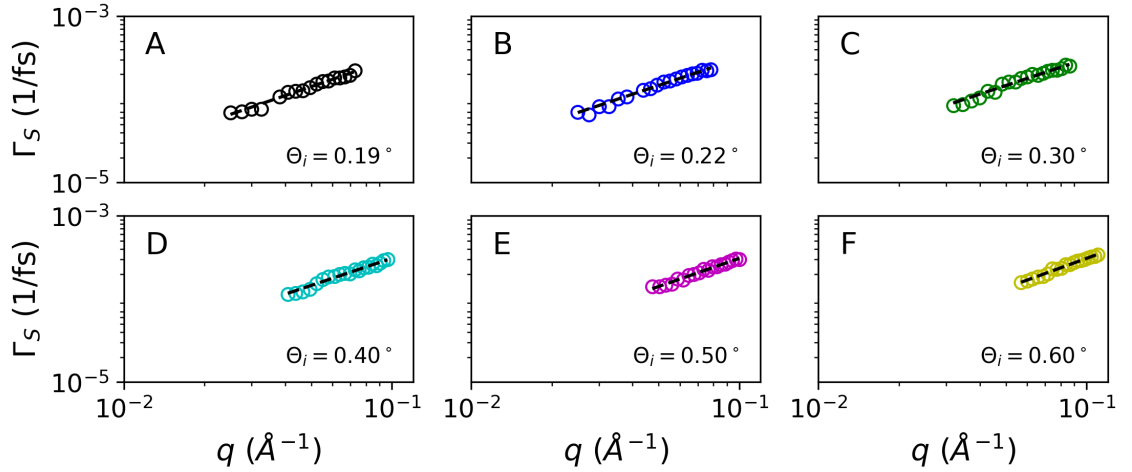 10⁻³
A
B
C
Γ_S (1/fs)
Θ_i = 0.19°
Θ_i = 0.22°
Θ_i = 0.30°
10⁻⁵
10⁻³
D
E
F
Γ_S (1/fs)
Θ_i = 0.40°
Θ_i = 0.50°
Θ_i = 0.60°
10⁻⁵
10⁻² 10⁻¹ 10⁻² 10⁻¹ 10⁻² 10⁻¹
q (Å⁻¹) q (Å⁻¹) q (Å⁻¹)